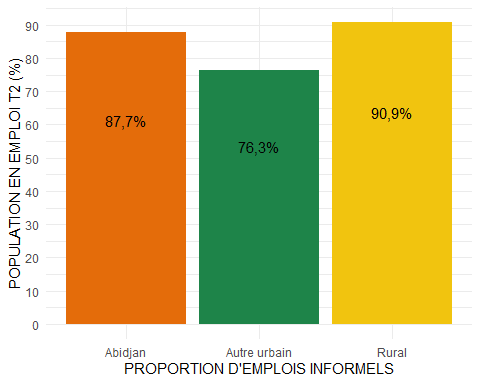 POPULATION EN EMPLOI T2 (%)
90
80
70
60
50
40
30
20
10
0
87,7%
76,3%
90,9%
Abidjan
Autre urbain
Rural
PROPORTION D'EMPLOIS INFORMELS